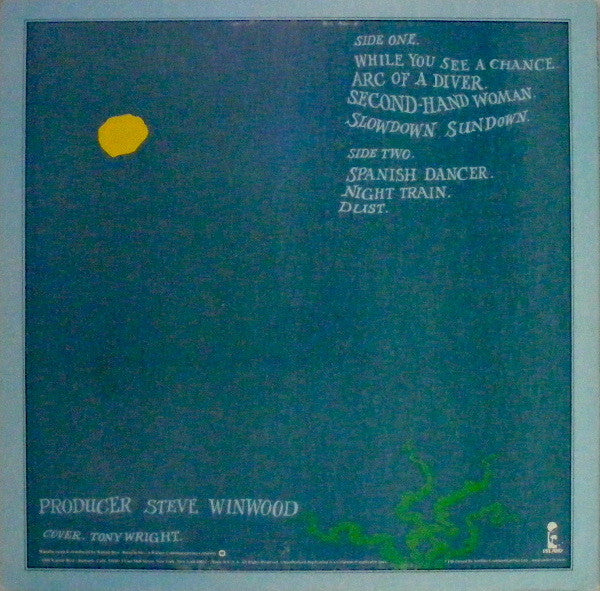 SIDE ONE.
WHILE YOU SEE A CHANCE.
ARC OF A DIVER.
SECOND-HAND WOMAN.
SLOWDOWN SUNDOWN.
SIDE TWO.
SPANISH DANCER.
NIGHT TRAIN.
DUST.
PRODUCER STEVE WINWOOD
COVER. TONY WRIGHT.
ISLAND